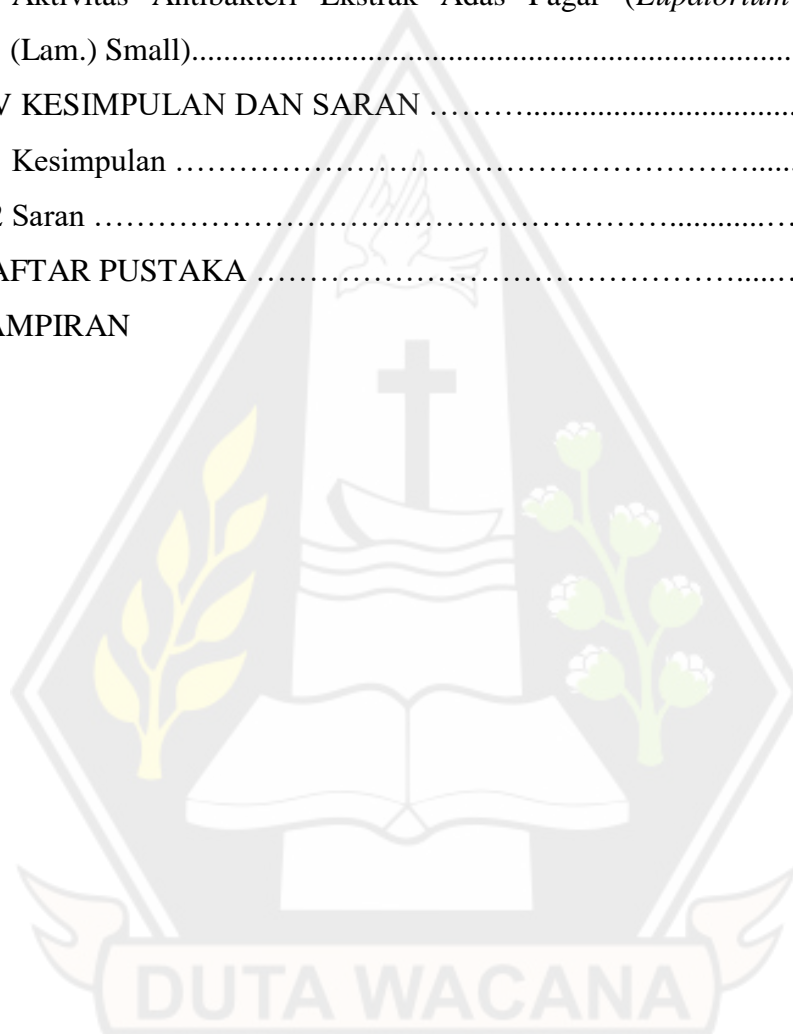 Aktivitas Antibakteri Ekstrak Adas Pagar (Eupatorium
(Lam.) Small)...............................................................................
V KESIMPULAN DAN SARAN ………...................................
Kesimpulan ……………………………………………….....
2 Saran …………………………………………………............…
AFTAR PUSTAKA …………………………………………....…
AMPIRAN
DUTA WACANA